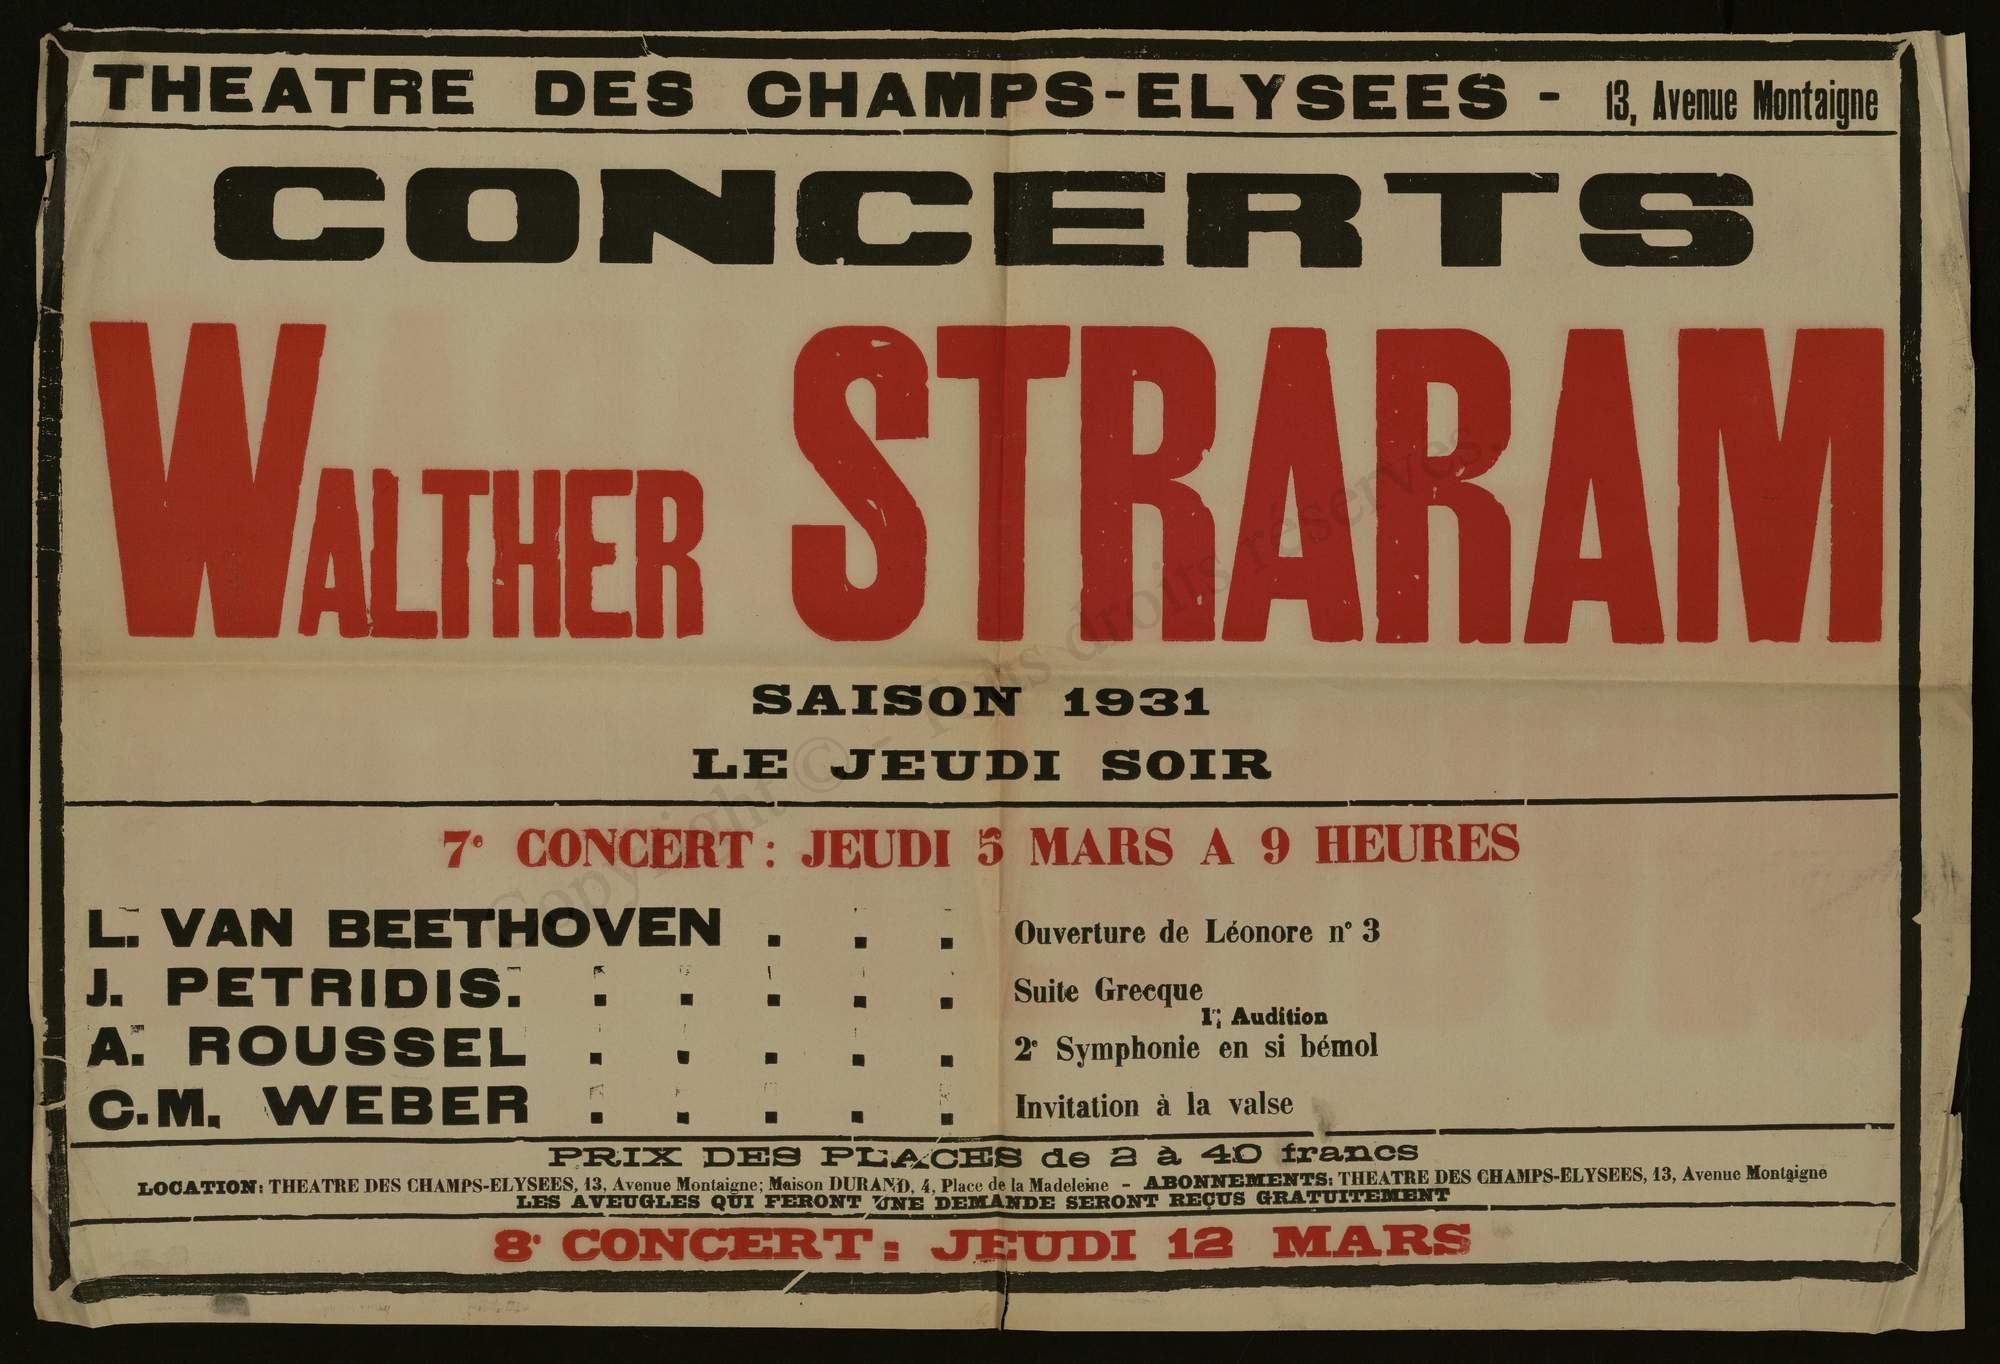 THEATRE DES CHAMPS-ELYSEES - 13, Avenue Montaigne
CONCERTS
WALTHER STRARAM
SAISON 1931
LE JEUDI SOIR
7e CONCERT : JEUDI 5 MARS A 9 HEURES
L. VAN BEETHOVEN . . . Ouverture de Léonore n° 3
J. PETRIDIS. . . . . . Suite Grecque
1re Audition
A. ROUSSEL . . . . . 2e Symphonie en si bémol
C.M. WEBER . . . . . Invitation à la valse
PRIX DES PLACES de 2 à 40 francs
LOCATION: THEATRE DES CHAMPS-ELYSEES, 13, Avenue Montaigne; Maison DURAND, 4, Place de la Madeleine - ABONNEMENTS: THEATRE DES CHAMPS-ELYSEES, 13, Avenue Montaigne
LES AVEUGLES QUI FERONT UNE DEMANDE SERONT REÇUS GRATUITEMENT
8e CONCERT : JEUDI 12 MARS
Copyright © - Tous droits réservés.